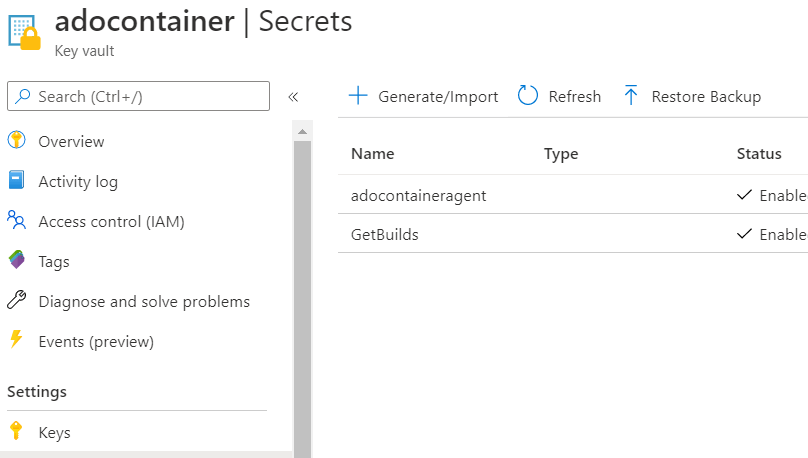 adocontainer | Secrets
Key vault
Search (Ctrl+/)
«
Overview
Activity log
Access control (IAM)
Tags
Diagnose and solve problems
Events (preview)
Settings
Keys
Generate/Import Refresh Restore Backup
Name Type Status
adocontaineragent Enable
GetBuilds Enable